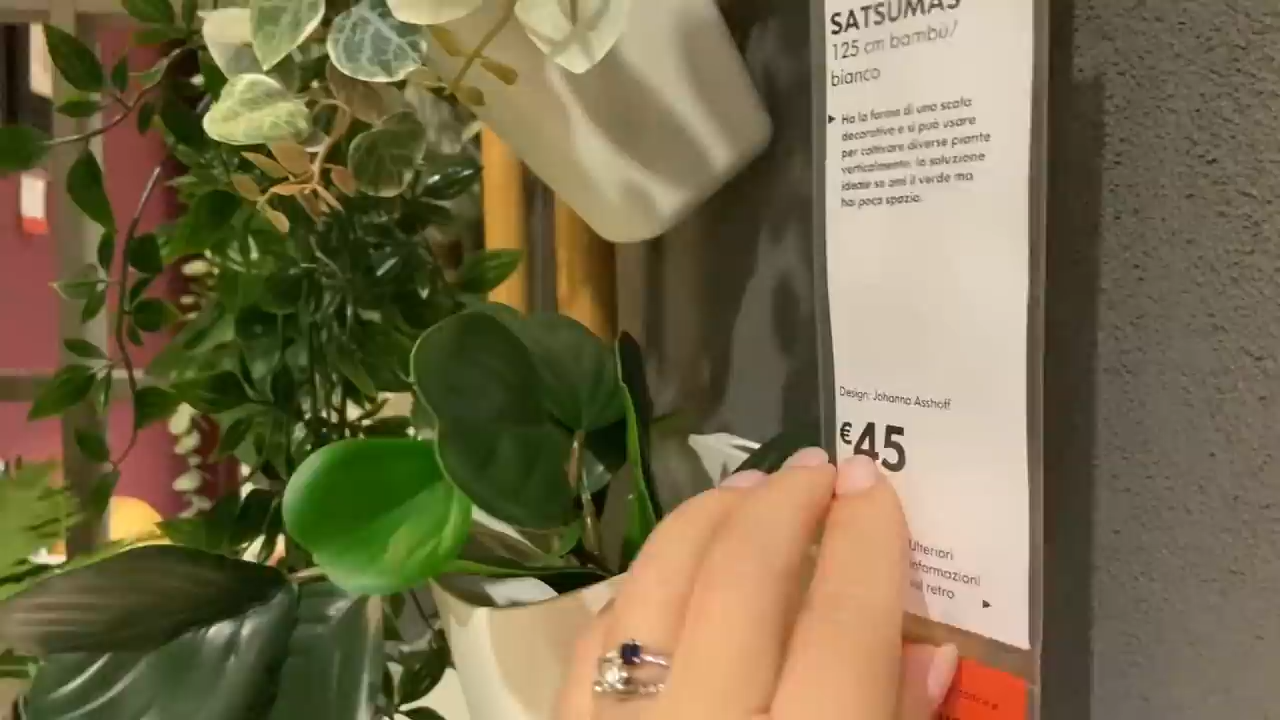 SATSUMAS
125 cm bambù/
bianco
Ha la forma di una scala
decorativa e si può usare
per coltivare diverse piante
verticalmente: la soluzione
ideale se ami il verde ma
hai poco spazio.
Design: Johanna Asshoff
€45
Ulteriori
informazioni
sul retro